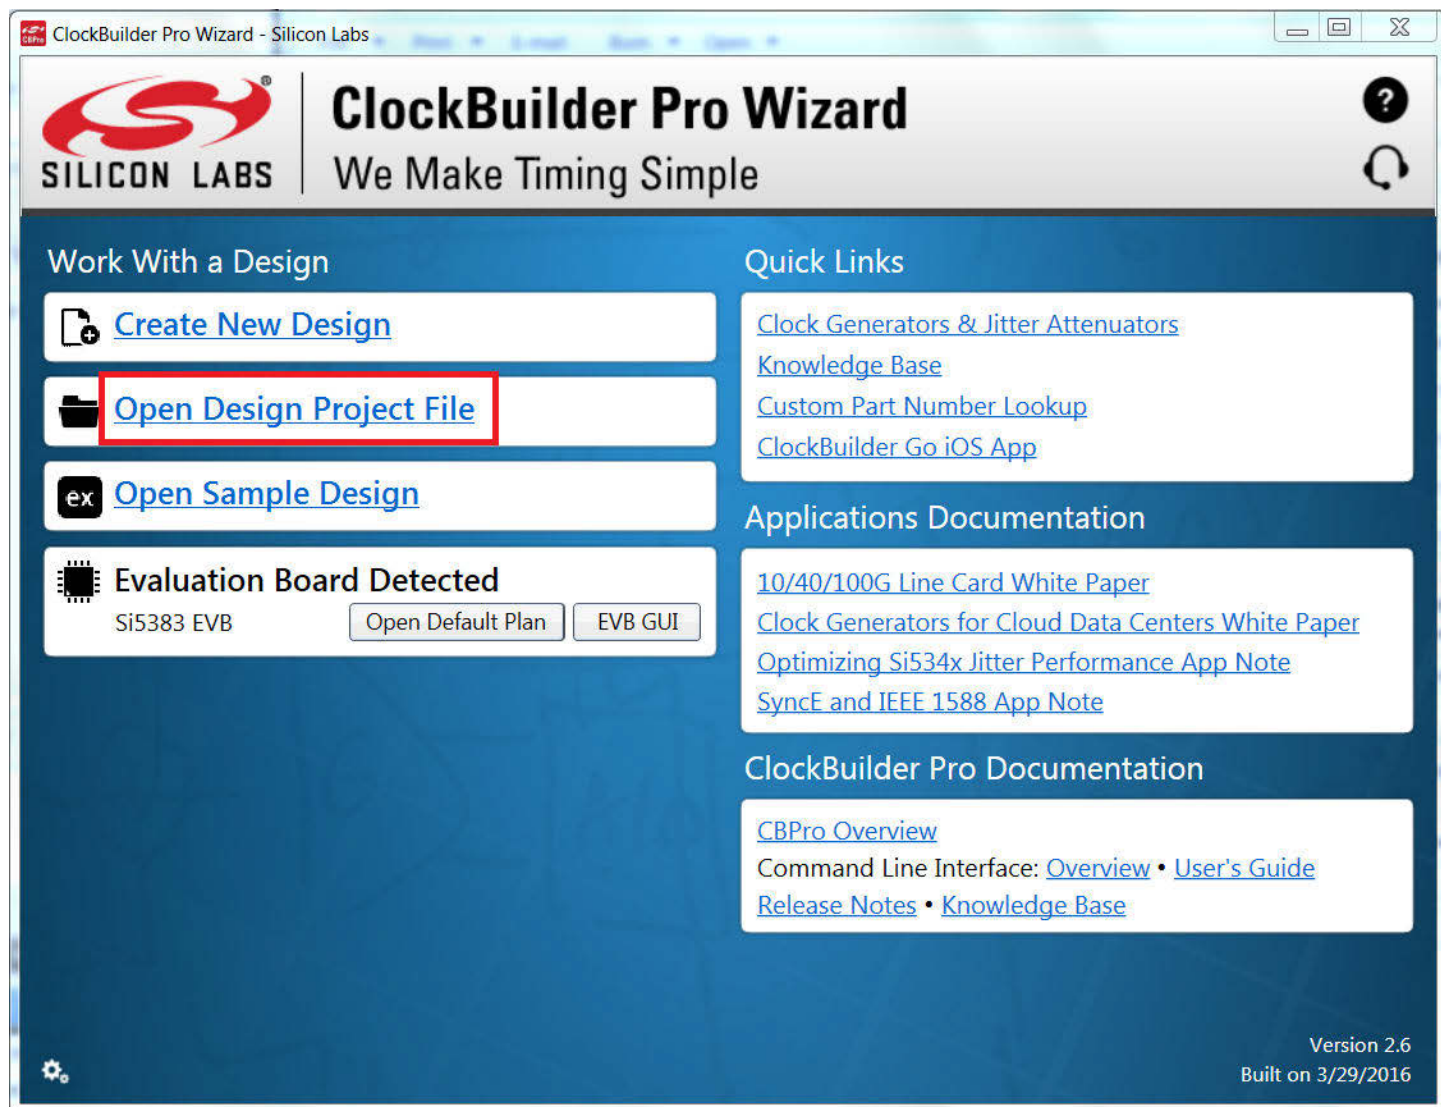 ClockBuilder Pro Wizard - Silicon Labs
SILICON LABS
ClockBuilder Pro Wizard
We Make Timing Simple
Work With a Design
Create New Design
Open Design Project File
ex Open Sample Design
Evaluation Board Detected
Si5383 EVB Open Default Plan EVB GUI
Quick Links
Clock Generators & Jitter Attenuators
Knowledge Base
Custom Part Number Lookup
ClockBuilder Go iOS App
Applications Documentation
10/40/100G Line Card White Paper
Clock Generators for Cloud Data Centers White Paper
Optimizing Si534x Jitter Performance App Note
SyncE and IEEE 1588 App Note
ClockBuilder Pro Documentation
CBPro Overview
Command Line Interface: Overview • User's Guide
Release Notes • Knowledge Base
Version 2.6
Built on 3/29/2016